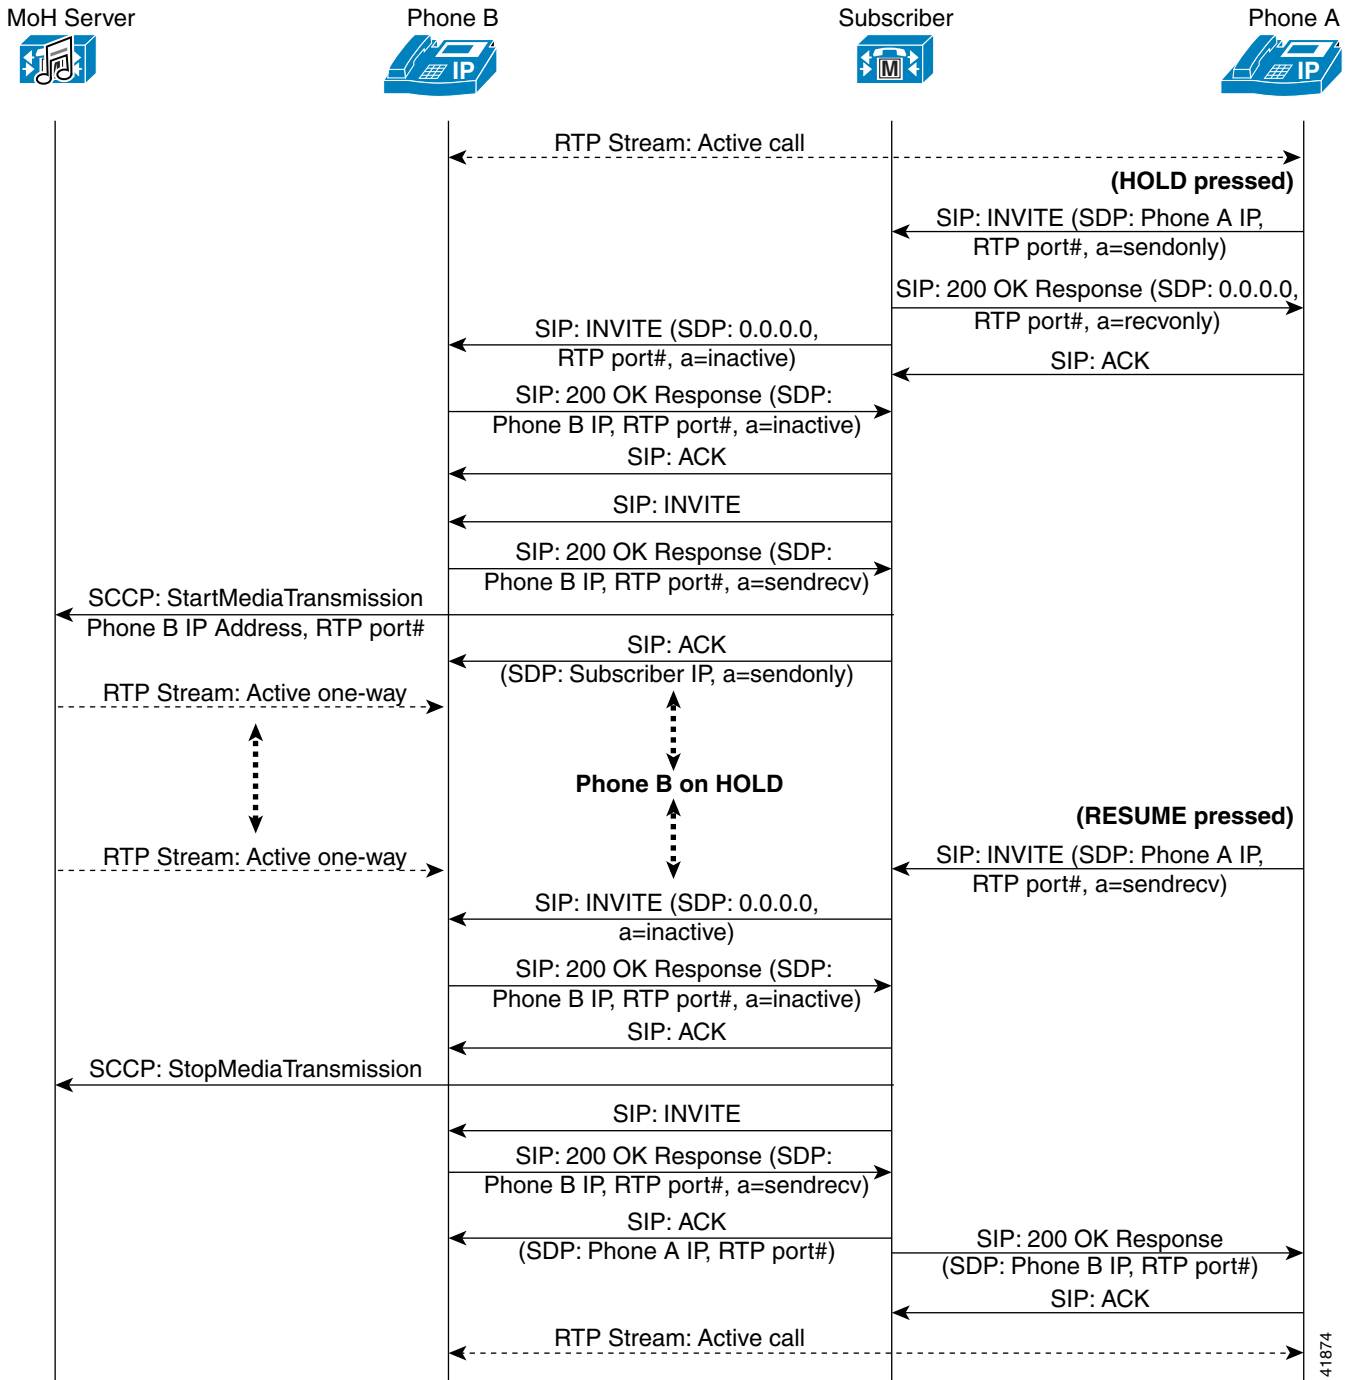 MoH Server
Phone B
Subscriber
Phone A
IP
M
IP
RTP Stream: Active call
(HOLD pressed)
SIP: INVITE (SDP: Phone A IP,
RTP port#, a=sendonly)
SIP: 200 OK Response (SDP: 0.0.0.0,
RTP port#, a=recvonly)
SIP: INVITE (SDP: 0.0.0.0,
RTP port#, a=inactive)
SIP: ACK
SIP: 200 OK Response (SDP:
Phone B IP, RTP port#, a=inactive)
SIP: ACK
SIP: INVITE
SIP: 200 OK Response (SDP:
Phone B IP, RTP port#, a=sendrecv)
SCCP: StartMediaTransmission
Phone B IP Address, RTP port#
SIP: ACK
(SDP: Subscriber IP, a=sendonly)
RTP Stream: Active one-way
Phone B on HOLD
(RESUME pressed)
RTP Stream: Active one-way
SIP: INVITE (SDP: Phone A IP,
RTP port#, a=sendrecv)
SIP: INVITE (SDP: 0.0.0.0,
a=inactive)
SIP: 200 OK Response (SDP:
Phone B IP, RTP port#, a=inactive)
SIP: ACK
SCCP: StopMediaTransmission
SIP: INVITE
SIP: 200 OK Response (SDP:
Phone B IP, RTP port#, a=sendrecv)
SIP: ACK
(SDP: Phone A IP, RTP port#)
SIP: 200 OK Response
(SDP: Phone B IP, RTP port#)
SIP: ACK
RTP Stream: Active call
41874